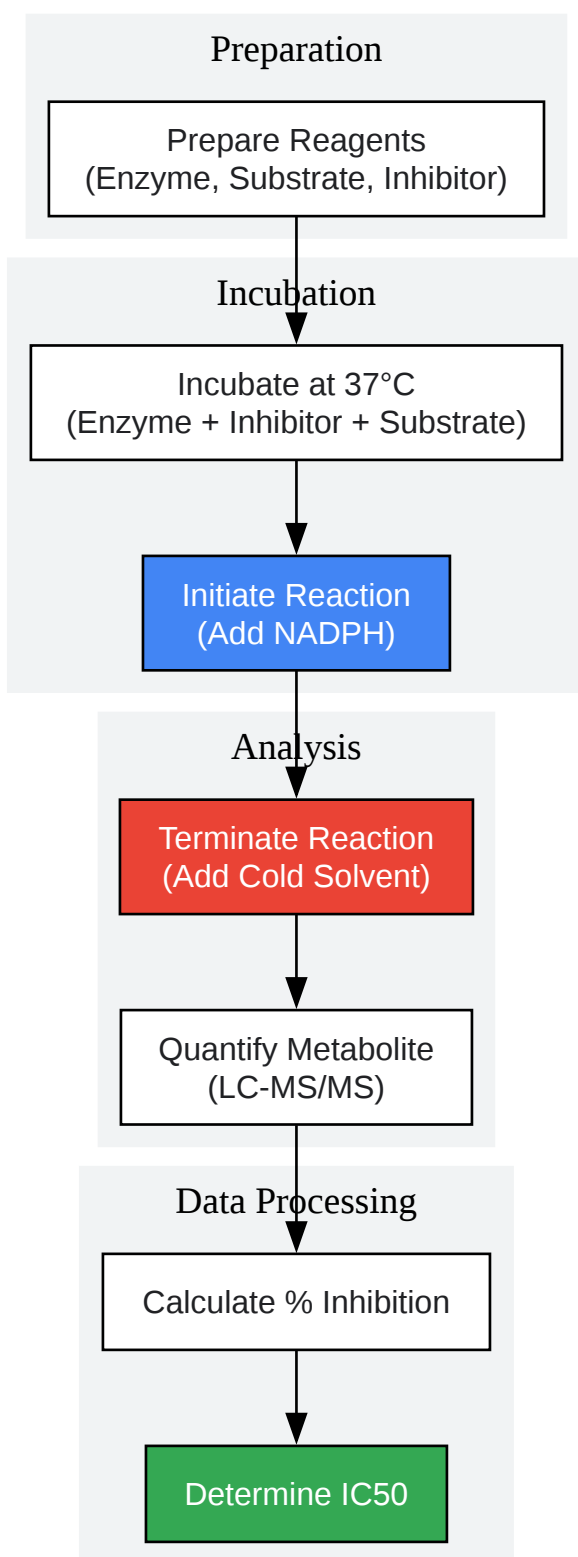 Preparation
Prepare Reagents
(Enzyme, Substrate, Inhibitor)
Incubation
Incubate at 37°C
(Enzyme + Inhibitor + Substrate)
Initiate Reaction
(Add NADPH)
Analysis
Terminate Reaction
(Add Cold Solvent)
Quantify Metabolite
(LC-MS/MS)
Data Processing
Calculate % Inhibition
Determine IC50